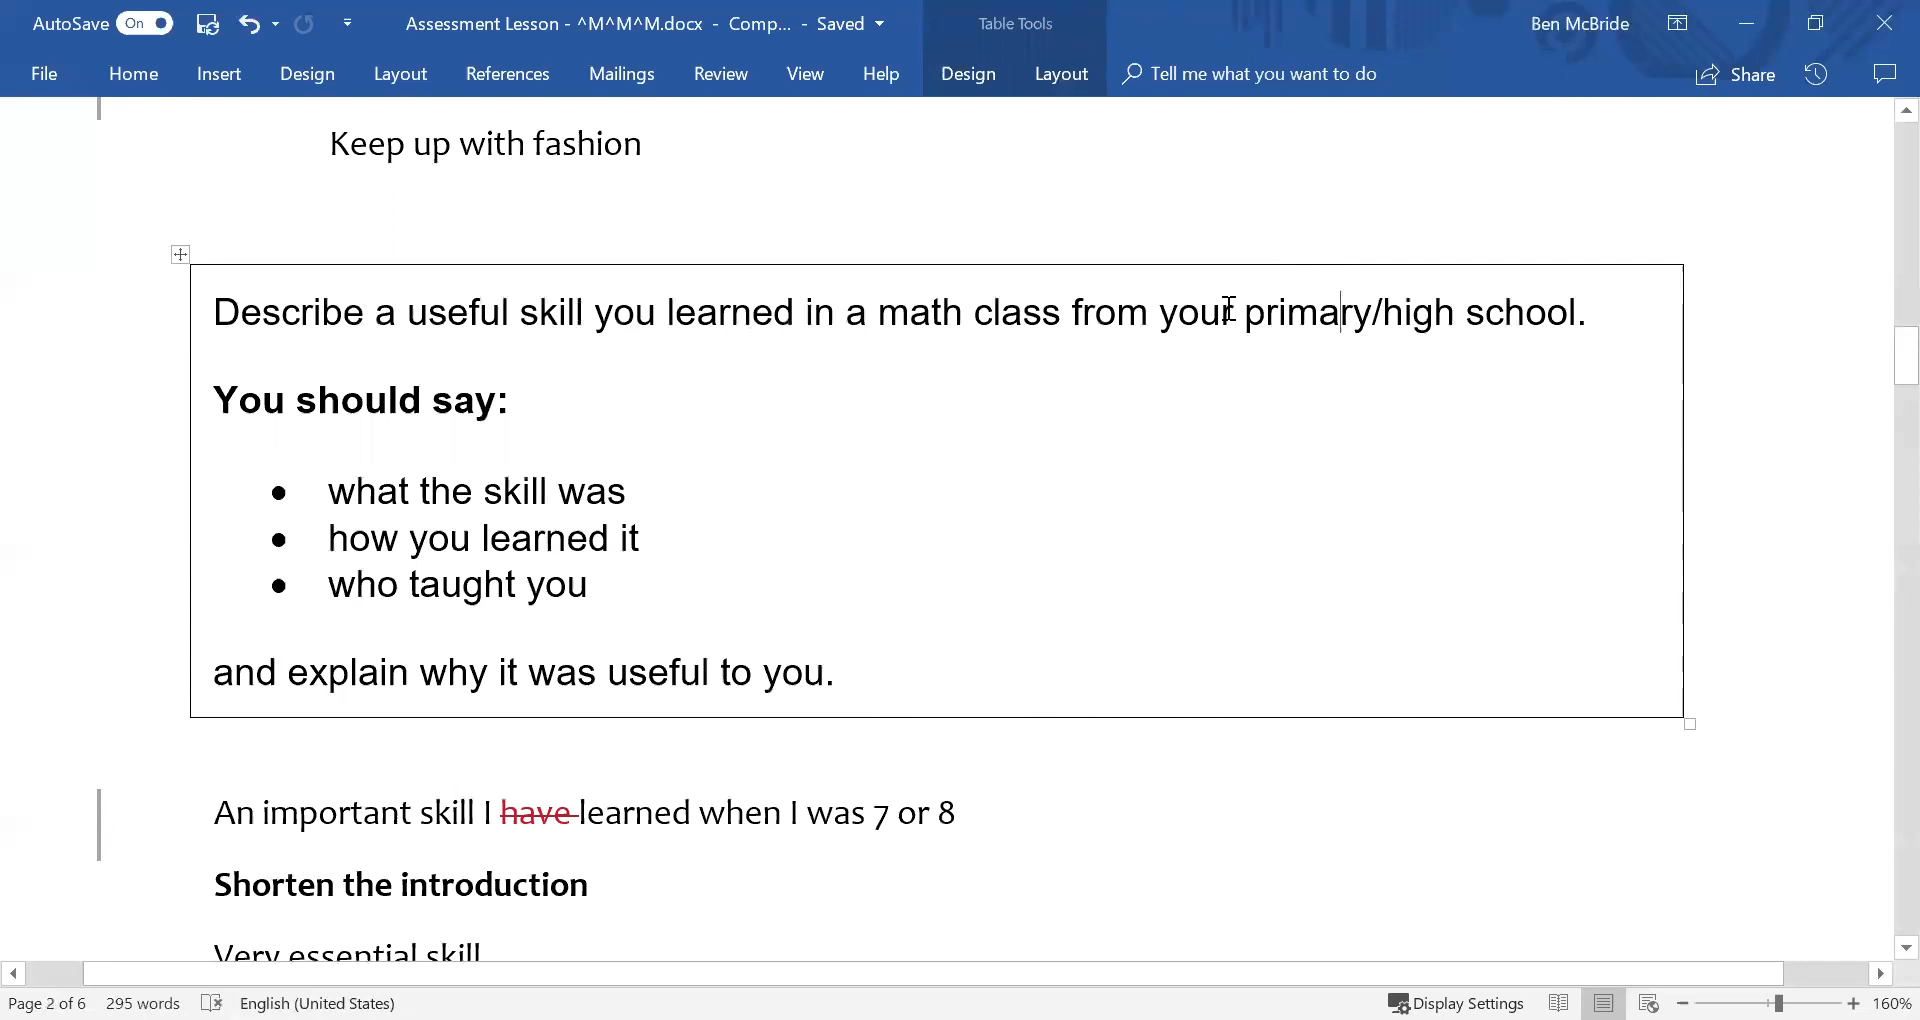 AutoSave On Assessment Lesson - ^M^M^M.docx - Comp... - Saved Table Tools Ben McBride
File Home Insert Design Layout References Mailings Review View Help Design Layout Tell me what you want to do Share
Keep up with fashion
Describe a useful skill you learned in a math class from your primary/high school.
You should say:
• what the skill was
• how you learned it
• who taught you
and explain why it was useful to you.
An important skill I have learned when I was 7 or 8
Shorten the introduction
Very essential skill
Page 2 of 6 295 words English (United States) Display Settings 160%